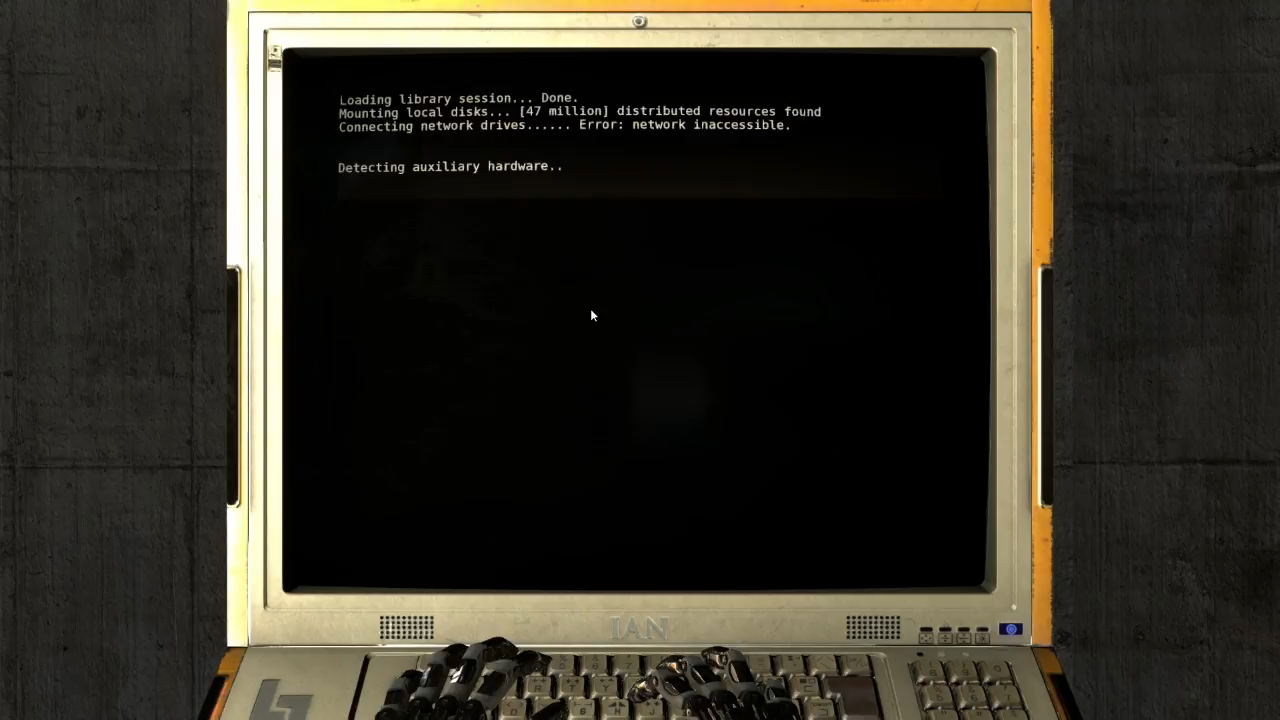 Loading library session... Done.
Mounting local disks... [47 million] distributed resources found
Connecting network drives...... Error: network inaccessible.
Detecting auxiliary hardware..
IAN
R T Y